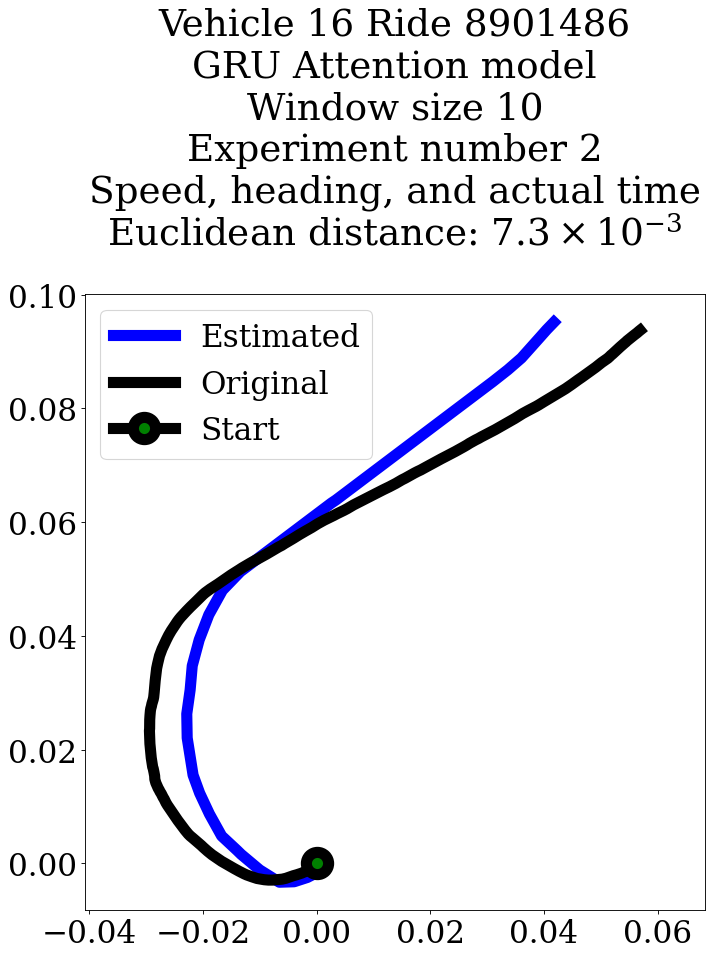 Vehicle 16 Ride 8901486
GRU Attention model
Window size 10
Experiment number 2
Speed, heading, and actual time
Euclidean distance: 7.3 × 10⁻³
0.10
0.08
0.06
0.04
0.02
0.00
Estimated
Original
Start
−0.04 −0.02 0.00 0.02 0.04 0.06